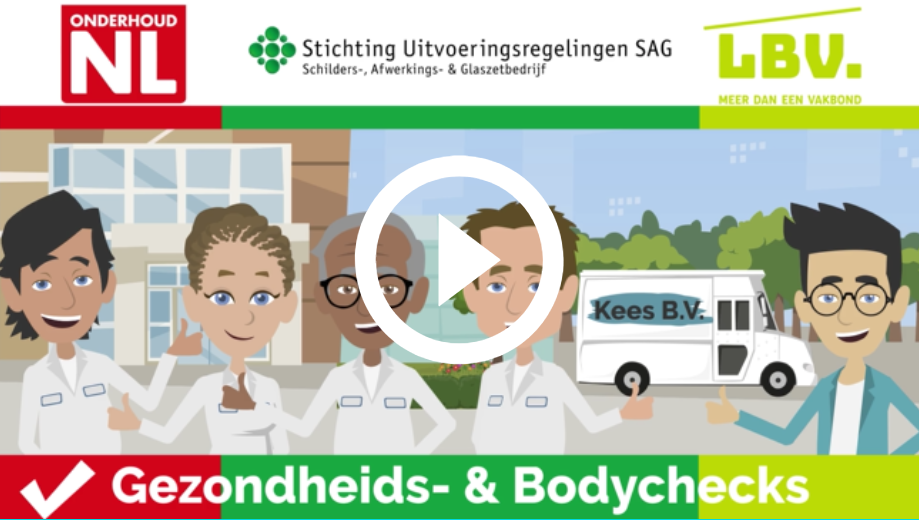 ONDERHOUD
NL
Stichting Uitvoeringsregelingen SAG
Schilders-, Afwerkings- & Glaszetbedrijf
LBV.
MEER DAN EEN VAKBOND
Kees B.V.
Gezondheids- & Bodychecks